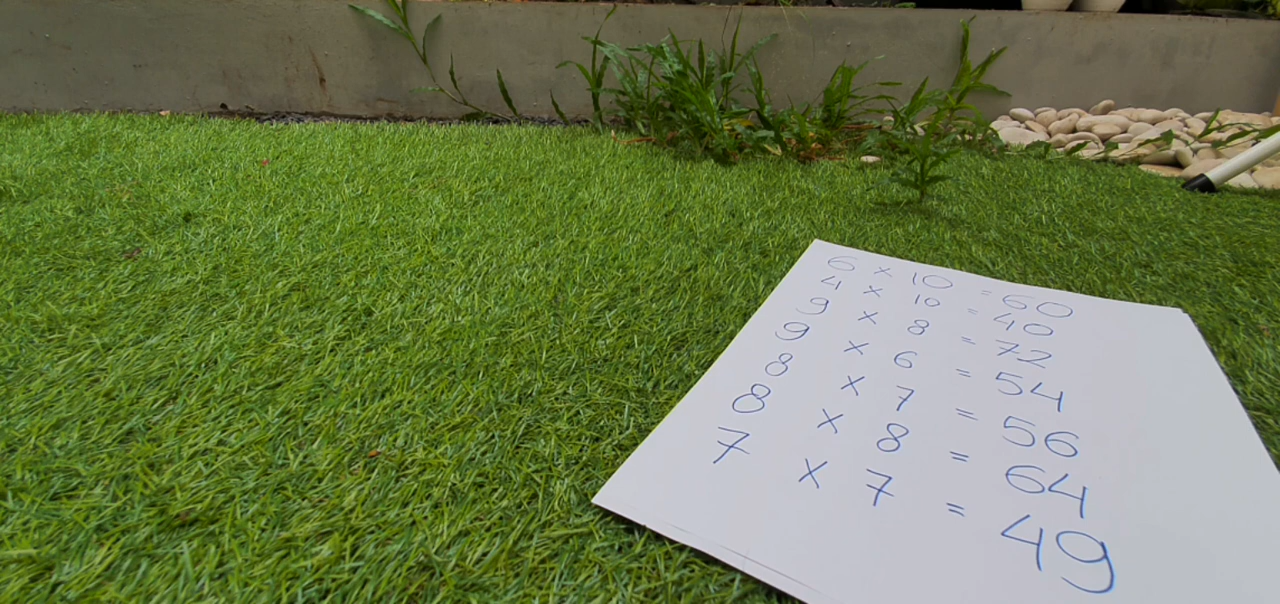 6 × 10 = 60
4 × 10 = 40
9 × 8 = 72
9 × 6 = 54
8 × 7 = 56
8 × 8 = 64
7 × 7 = 49